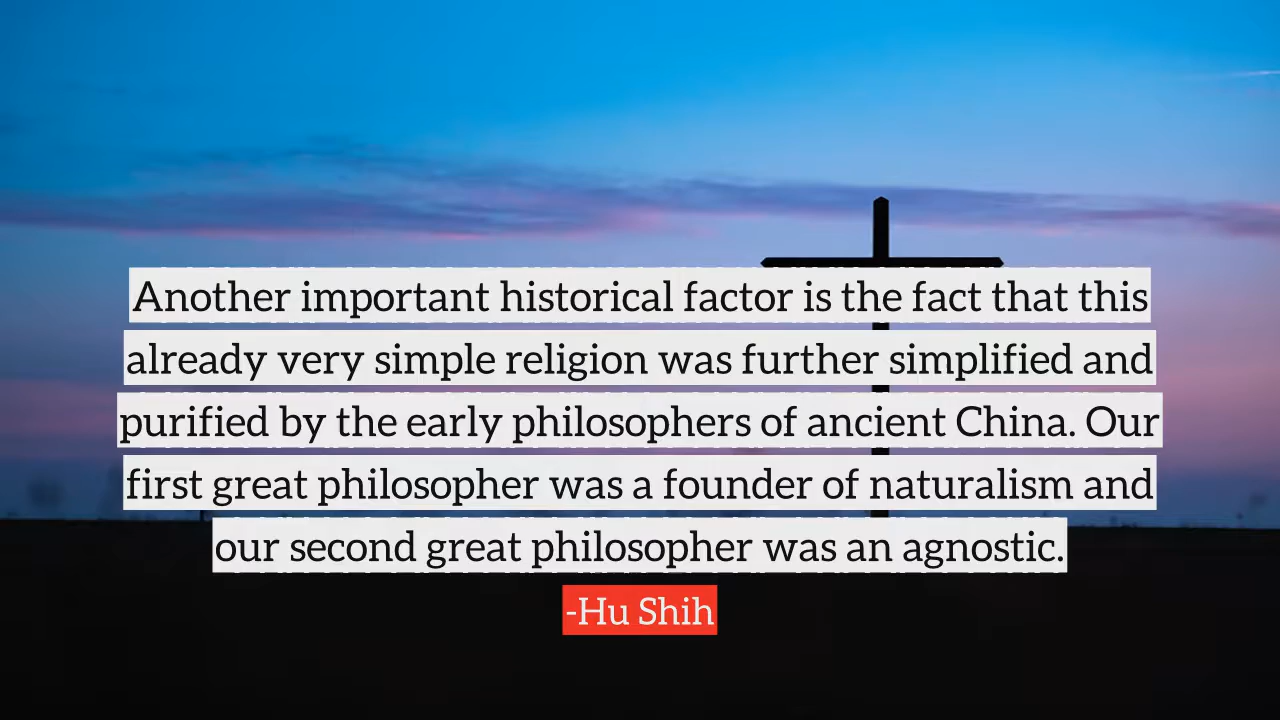 Another important historical factor is the fact that this
already very simple religion was further simplified and
purified by the early philosophers of ancient China. Our
first great philosopher was a founder of naturalism and
our second great philosopher was an agnostic.
-Hu Shih